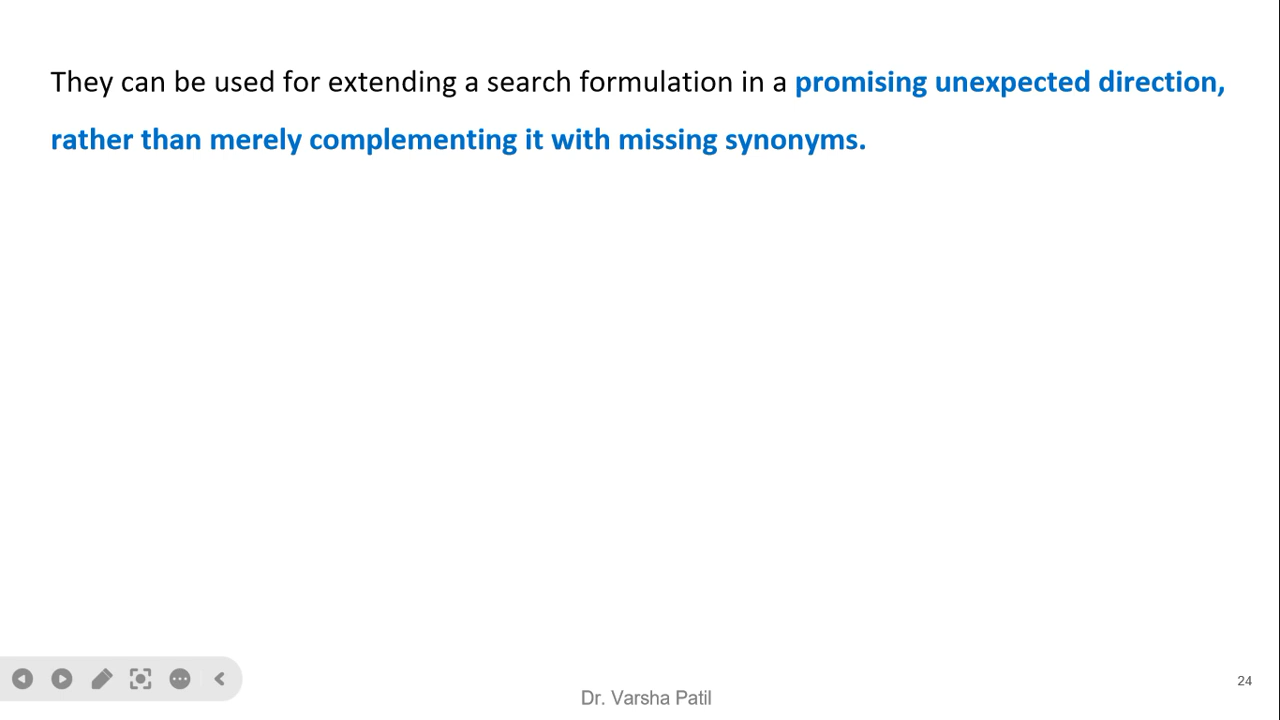 They can be used for extending a search formulation in a promising unexpected direction,
rather than merely complementing it with missing synonyms.
24
Dr. Varsha Patil